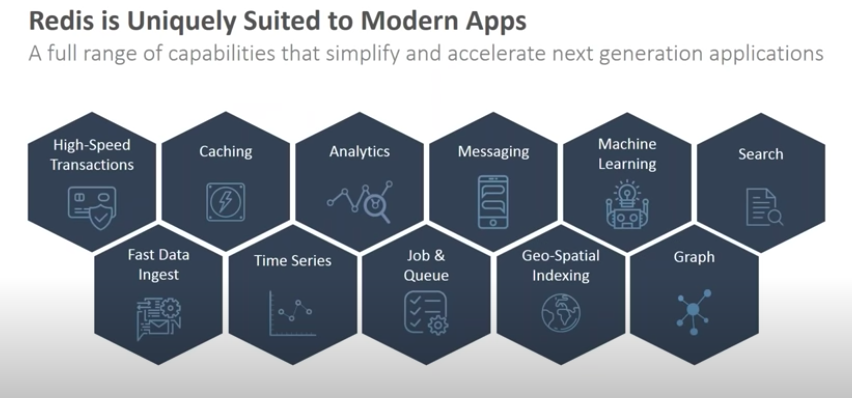 Redis is Uniquely Suited to Modern Apps
A full range of capabilities that simplify and accelerate next generation applications
High-Speed
Transactions
Caching
Analytics
Messaging
Machine
Learning
Search
Fast Data
Ingest
Time Series
Job &
Queue
Geo-Spatial
Indexing
Graph